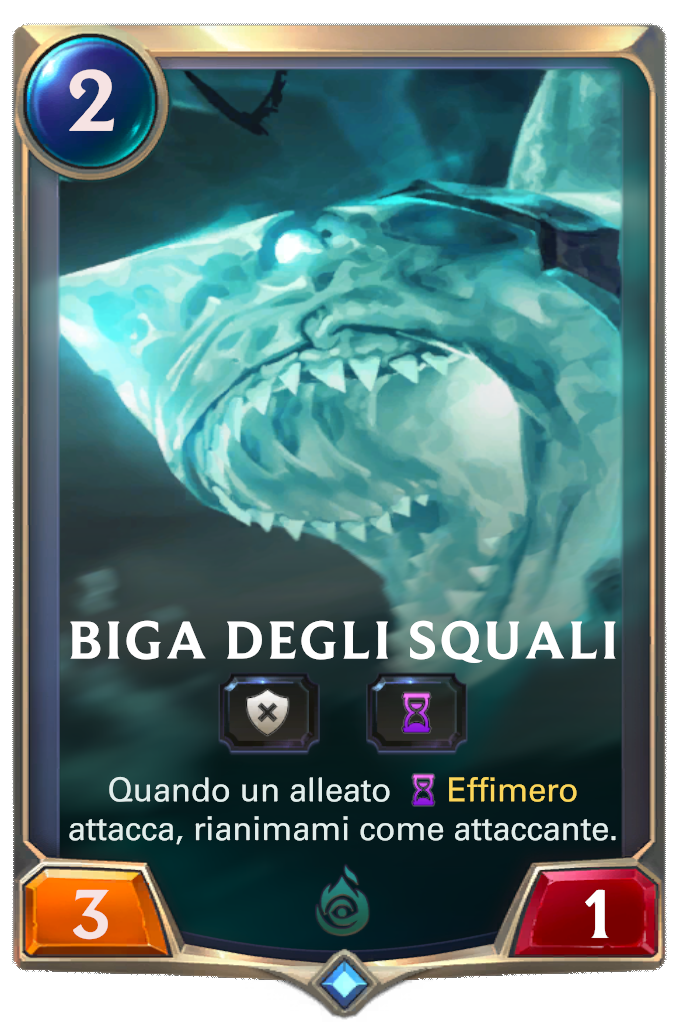 2
BIGA DEGLI SQUALI
Quando un alleato Effimero
attacca, rianimami come attaccante.
3
1